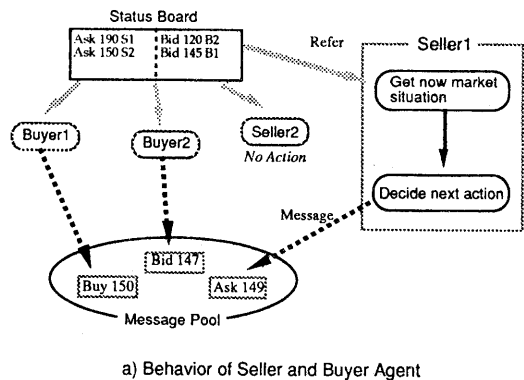 Status Board
Ask 190 S1
Ask 150 S2
Bid 120 B2
Bid 145 B1
Refer
Seller1
Get now market
situation
Buyer1
Buyer2
Seller2
No Action
Decide next action
Message
Bid 147
Buy 150
Ask 149
Message Pool
a) Behavior of Seller and Buyer Agent